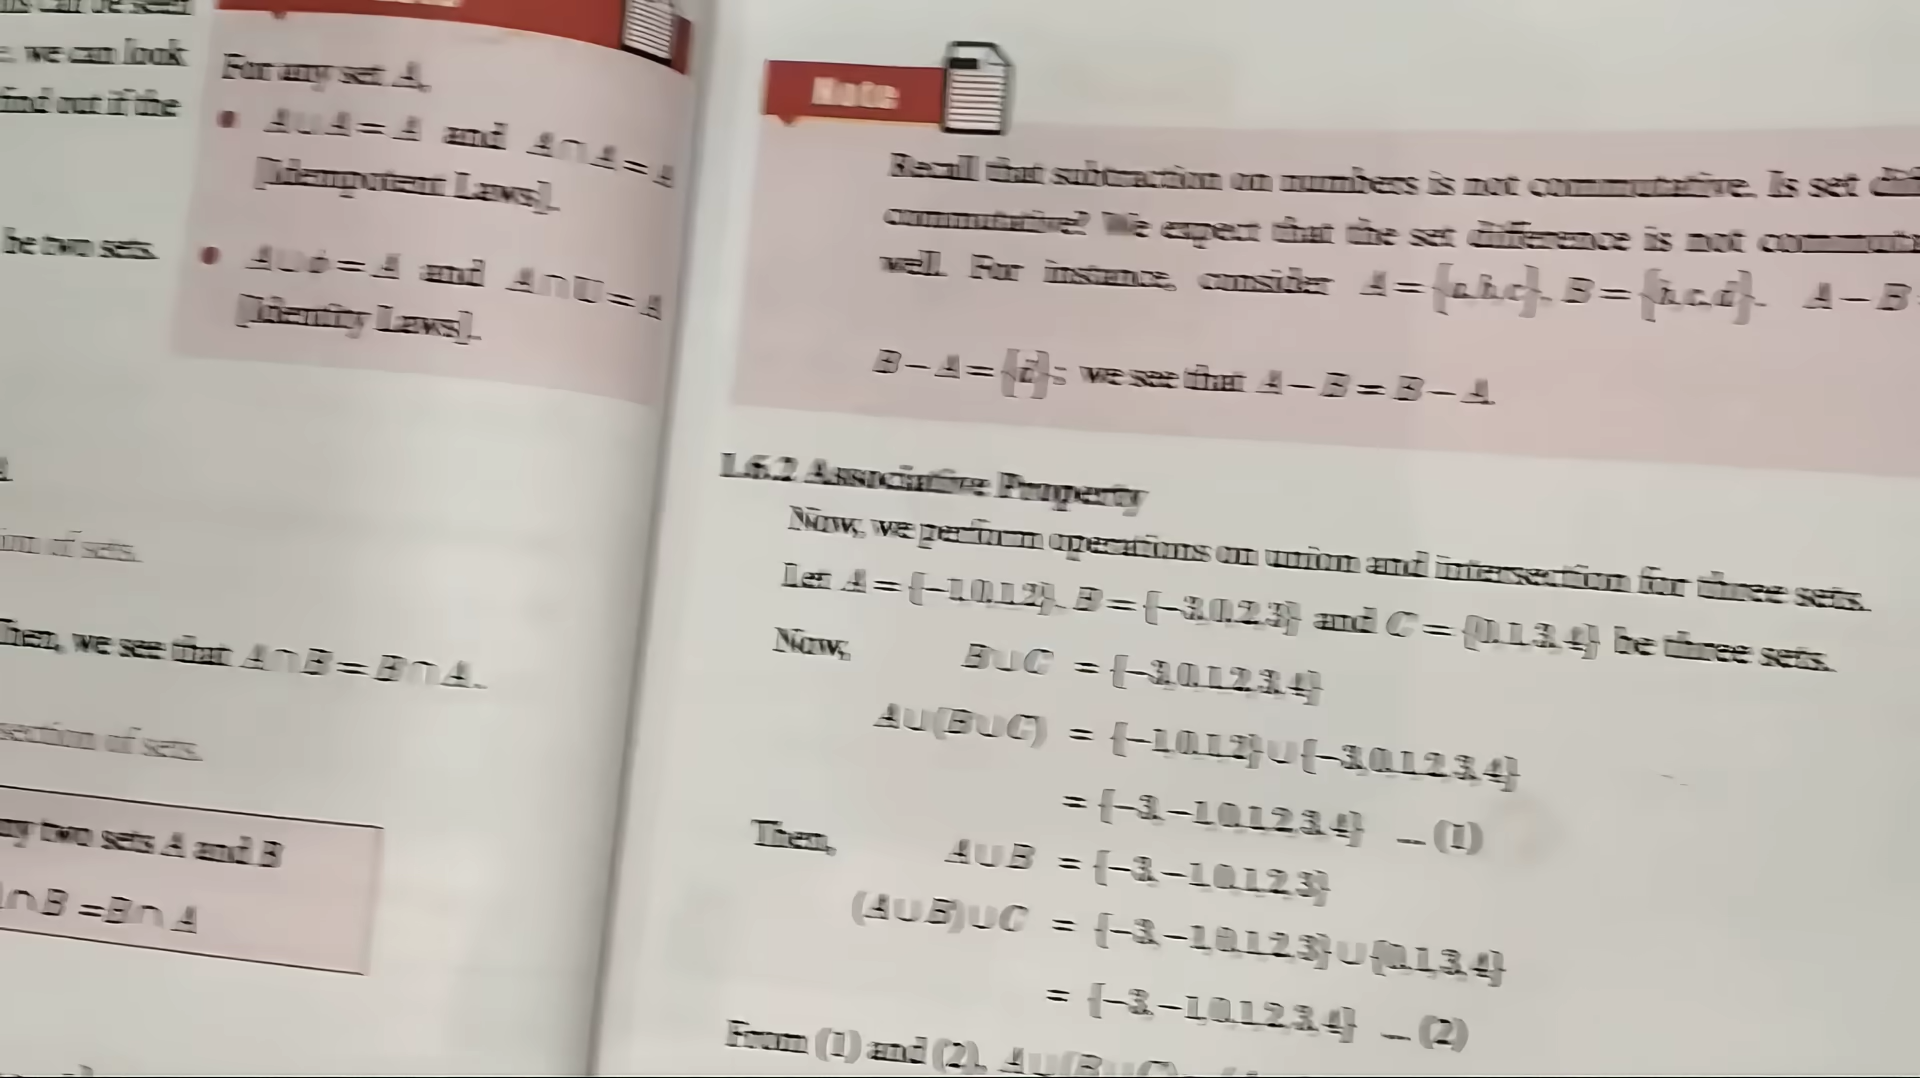 we can look
find out if the
be two sets.
ion of sets.
Then, we see that A∩B=B∩A.
section of sets.
ny two sets A and B
∩B =B∩A
For any set A,
A∪A=A and A∩A=A
[Idempotent Laws].
A∪ϕ=A and A∩U=A
[Identity Laws].
Note
Recall that subtraction on numbers is not commutative. Is set
commutative? We expect that the set difference is not
well. For instance, consider A={a,b,c}, B={b,c,d}. A−B
B−A={d}; we see that A−B = B−A
1.6.2 Associative Property
Now, we perform operations on union and intersection for three sets.
Let A={−1,0,1,2}, B={−3,0,2,3} and C={0,1,3,4} be three sets.
Now, B∪C = {−3,0,1,2,3,4}
A∪(B∪C) = {−1,0,1,2}∪{−3,0,1,2,3,4}
= {−3,−1,0,1,2,3,4} – (1)
Then, A∪B = {−3,−1,0,1,2,3}
(A∪B)∪C = {−3,−1,0,1,2,3}∪{0,1,3,4}
= {−3,−1,0,1,2,3,4} – (2)
From (1) and (2), A∪(B∪C)